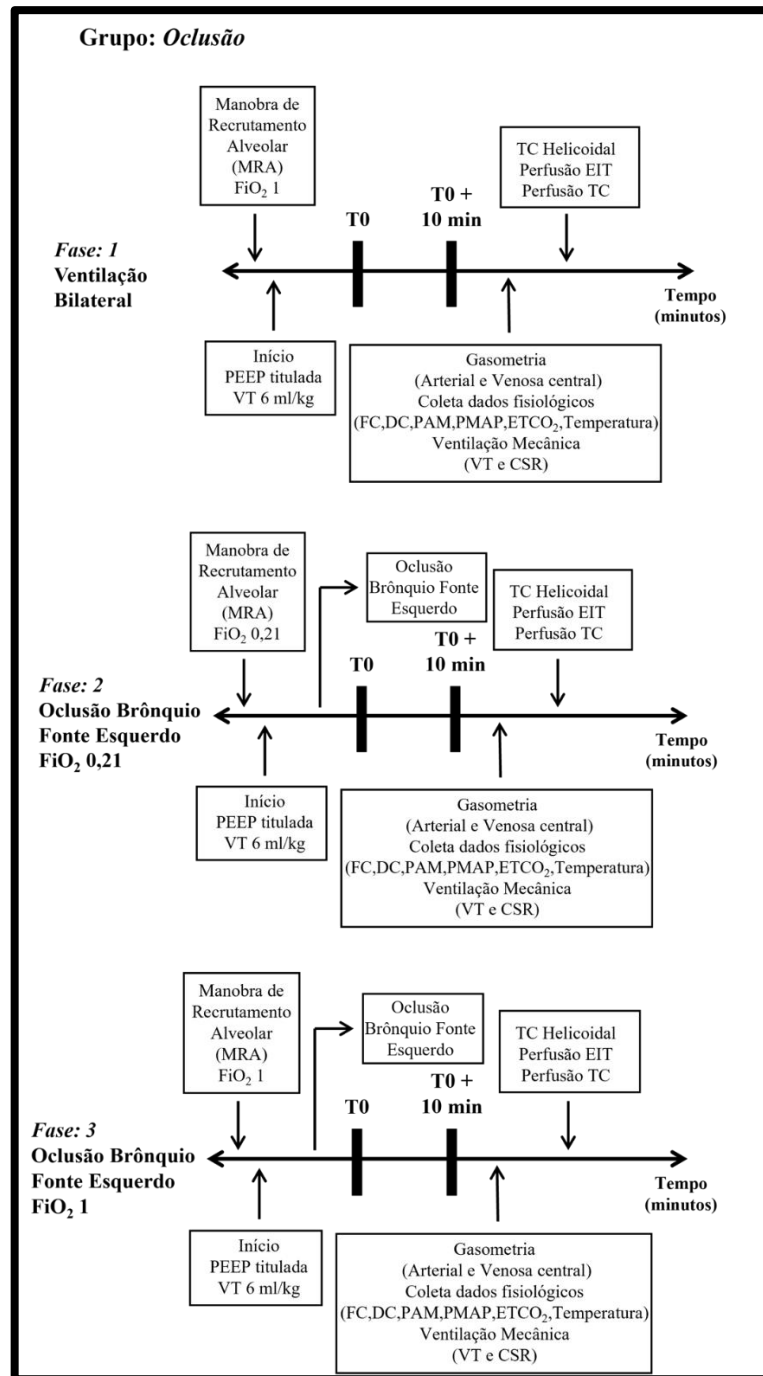 Grupo: Oclusão
Manobra de
Recrutamento
Alveolar
(MRA)
FiO₂ 1
T0
T0 +
10 min
TC Helicoidal
Perfusão EIT
Perfusão TC
Fase: 1
Ventilação
Bilateral
Tempo
(minutos)
Início
PEEP titulada
VT 6 ml/kg
Gasometria
(Arterial e Venosa central)
Coleta dados fisiológicos
(FC,DC,PAM,PMAP,ETCO₂,Temperatura)
Ventilação Mecânica
(VT e CSR)
Manobra de
Recrutamento
Alveolar
(MRA)
FiO₂ 0,21
Oclusão
Brônquio Fonte
Esquerdo
T0
T0 +
10 min
TC Helicoidal
Perfusão EIT
Perfusão TC
Fase: 2
Oclusão Brônquio
Fonte Esquerdo
FiO₂ 0,21
Tempo
(minutos)
Início
PEEP titulada
VT 6 ml/kg
Gasometria
(Arterial e Venosa central)
Coleta dados fisiológicos
(FC,DC,PAM,PMAP,ETCO₂,Temperatura)
Ventilação Mecânica
(VT e CSR)
Manobra de
Recrutamento
Alveolar
(MRA)
FiO₂ 1
Oclusão
Brônquio Fonte
Esquerdo
T0
T0 +
10 min
TC Helicoidal
Perfusão EIT
Perfusão TC
Fase: 3
Oclusão Brônquio
Fonte Esquerdo
FiO₂ 1
Tempo
(minutos)
Início
PEEP titulada
VT 6 ml/kg
Gasometria
(Arterial e Venosa central)
Coleta dados fisiológicos
(FC,DC,PAM,PMAP,ETCO₂,Temperatura)
Ventilação Mecânica
(VT e CSR)